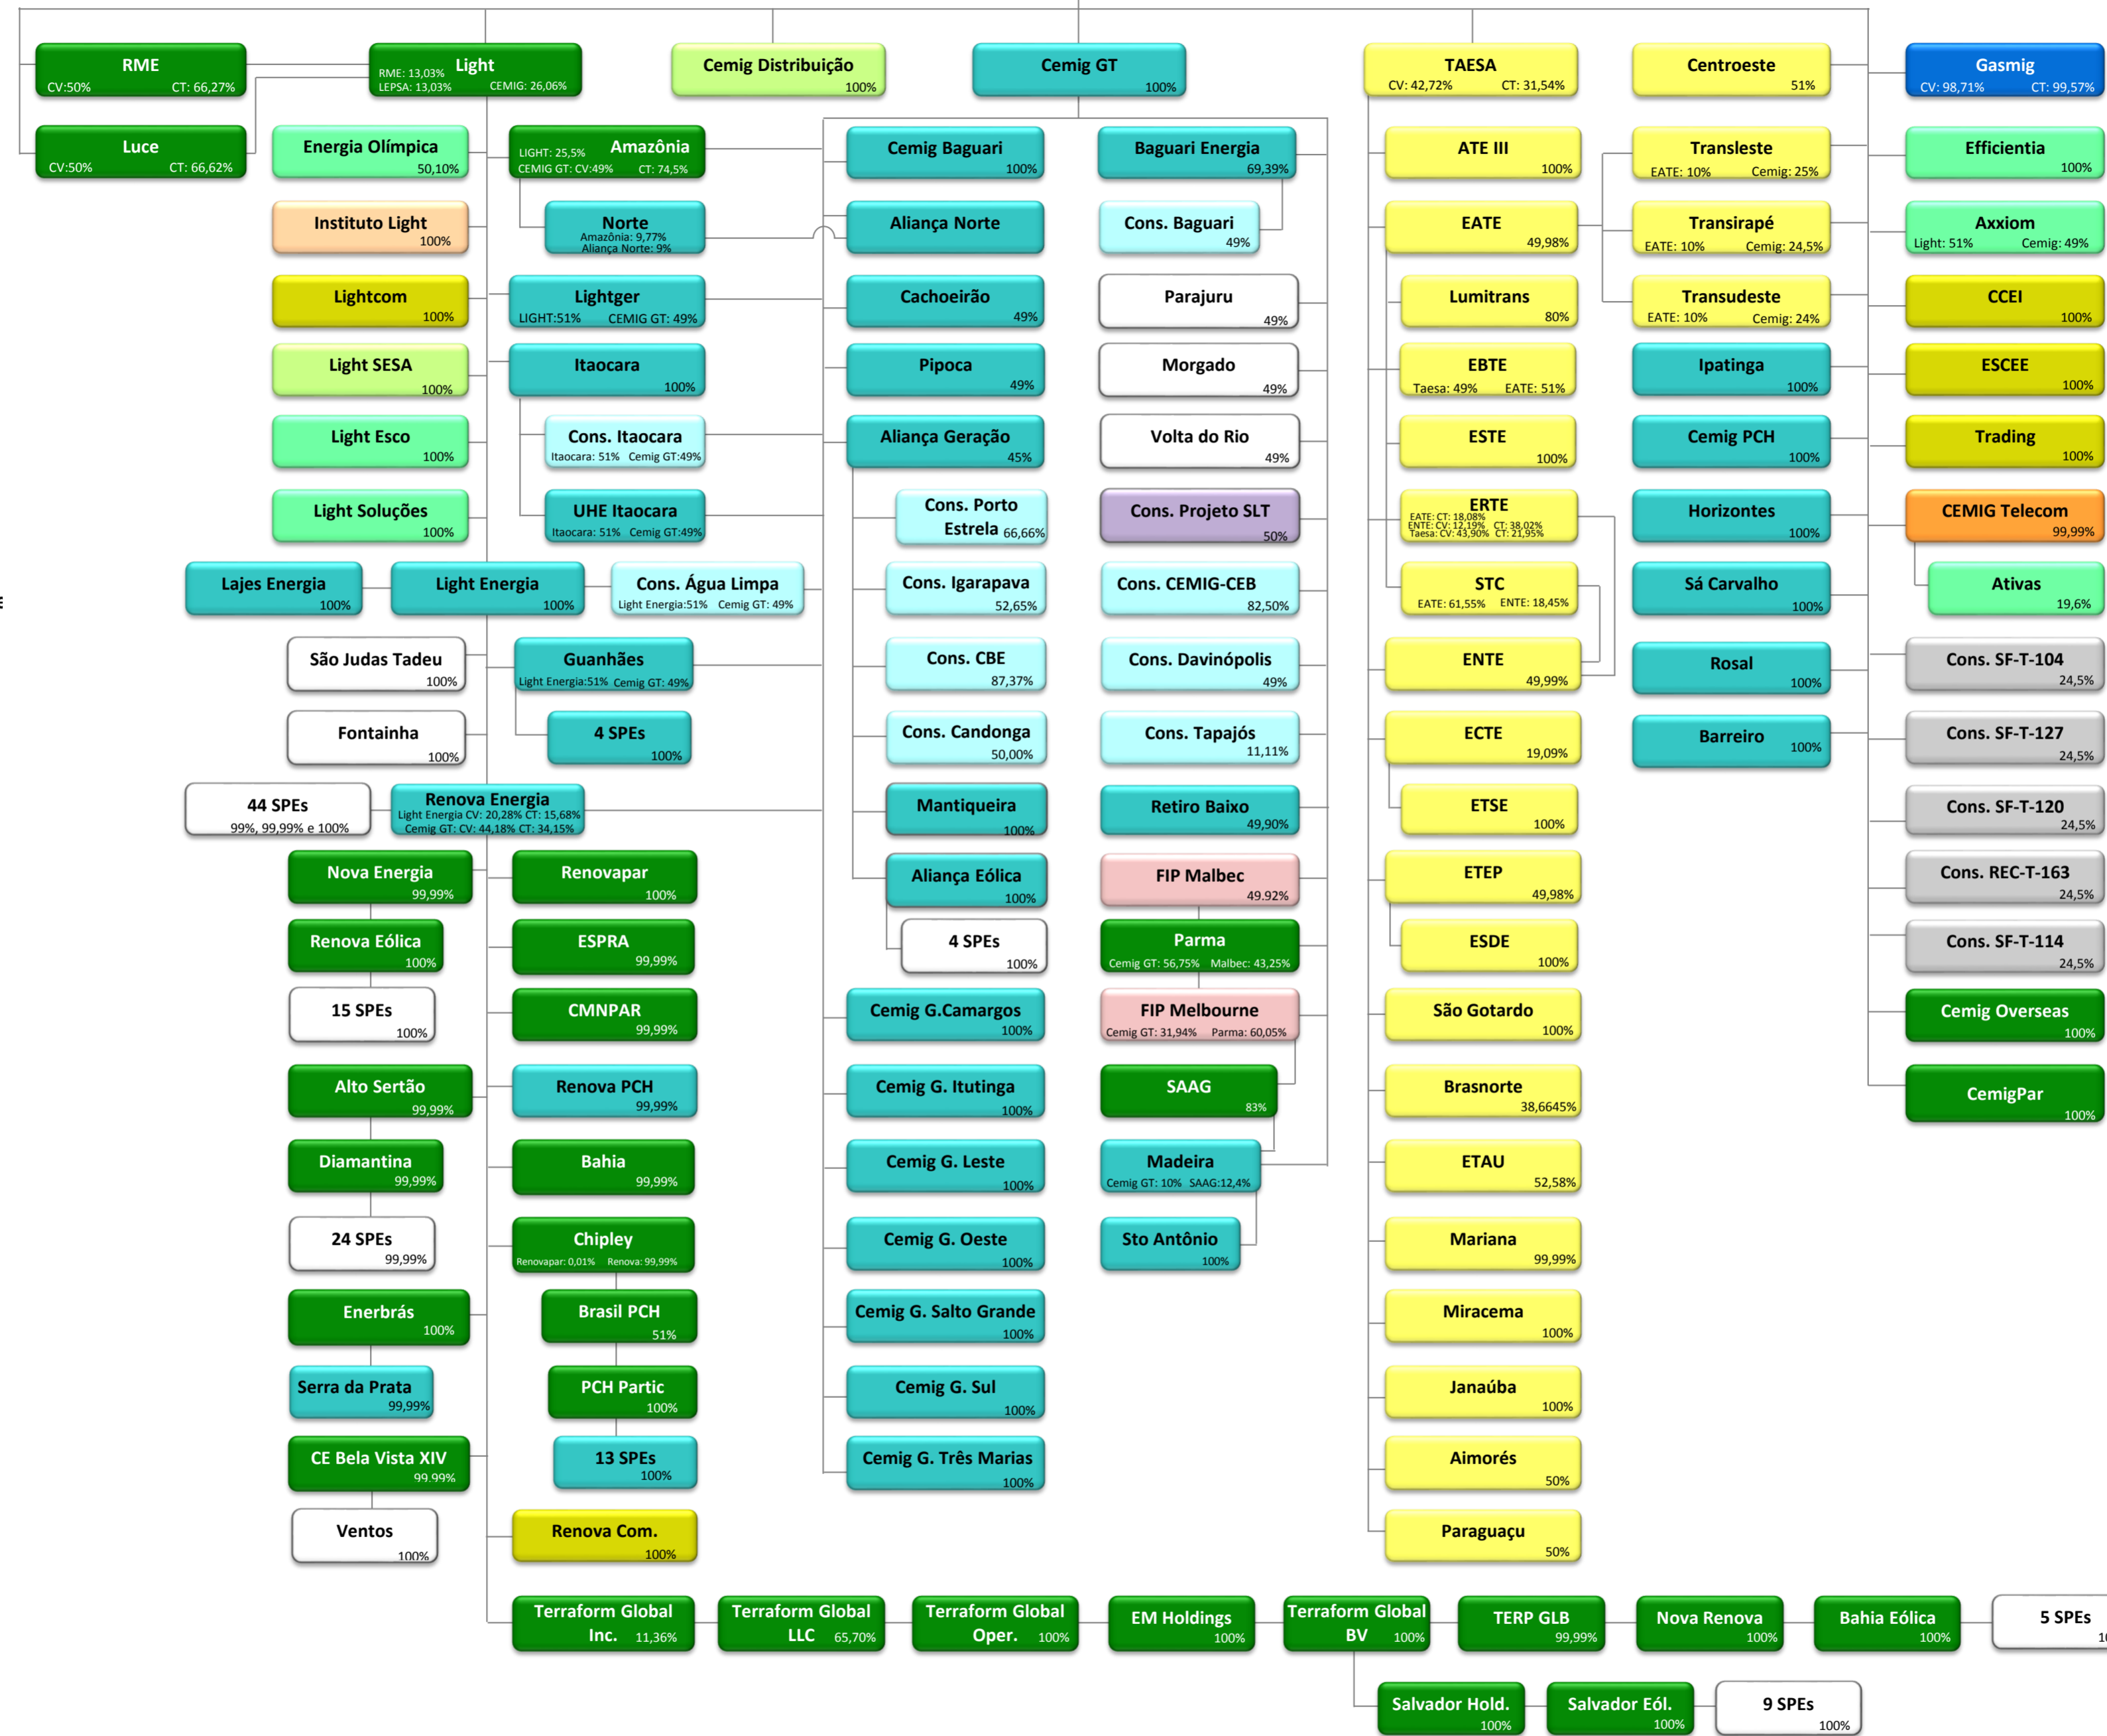 RME
CV:50% CT: 66,27%
Light
RME: 13,03%
LEPSA: 13,03% CEMIG: 26,06%
Cemig Distribuição
100%
Cemig GT
100%
TAESA
CV: 42,72% CT: 31,54%
Centroeste
51%
Gasmig
CV: 98,71% CT: 99,57%
Luce
CV:50% CT: 66,62%
Energia Olímpica
50,10%
Amazônia
LIGHT: 25,5%
CEMIG GT: CV:49% CT: 74,5%
Cemig Baguari
100%
Baguari Energia
69,39%
ATE III
100%
Transleste
EATE: 10% Cemig: 25%
Efficientia
100%
Instituto Light
100%
Norte
Amazônia: 9,77%
Aliança Norte: 9%
Aliança Norte
Cons. Baguari
49%
EATE
49,98%
Transirapé
EATE: 10% Cemig: 24,5%
Axxiom
Light: 51% Cemig: 49%
Lightcom
100%
Lightger
LIGHT:51% CEMIG GT: 49%
Cachoeirão
49%
Parajuru
49%
Lumitrans
80%
Transudeste
EATE: 10% Cemig: 24%
CCEI
100%
Light SESA
100%
Itaocara
100%
Pipoca
49%
Morgado
49%
EBTE
Taesa: 49% EATE: 51%
Ipatinga
100%
ESCEE
100%
Light Esco
100%
Cons. Itaocara
Itaocara: 51% Cemig GT:49%
Aliança Geração
45%
Volta do Rio
49%
ESTE
100%
Cemig PCH
100%
Trading
100%
Light Soluções
100%
UHE Itaocara
Itaocara: 51% Cemig GT:49%
Cons. Porto
Estrela 66,66%
Cons. Projeto SLT
50%
ERTE
EATE: CT: 18,08%
ENTE: CV: 12,19% CT: 38,02%
Taesa: CV: 43,90% CT: 21,95%
Horizontes
100%
CEMIG Telecom
99,99%
Lajes Energia
100%
Light Energia
100%
Cons. Água Limpa
Light Energia:51% Cemig GT: 49%
Cons. Igarapava
52,65%
Cons. CEMIG-CEB
82,50%
STC
EATE: 61,55% ENTE: 18,45%
Sá Carvalho
100%
Ativas
19,6%
São Judas Tadeu
100%
Guanhães
Light Energia:51% Cemig GT: 49%
Cons. CBE
87,37%
Cons. Davinópolis
49%
ENTE
49,99%
Rosal
100%
Cons. SF-T-104
24,5%
Fontainha
100%
4 SPEs
100%
Cons. Candonga
50,00%
Cons. Tapajós
11,11%
ECTE
19,09%
Barreiro
100%
Cons. SF-T-127
24,5%
44 SPEs
99%, 99,99% e 100%
Renova Energia
Light Energia CV: 20,28% CT: 15,68%
Cemig GT: CV: 44,18% CT: 34,15%
Mantiqueira
100%
Retiro Baixo
49,90%
ETSE
100%
Cons. SF-T-120
24,5%
Nova Energia
99,99%
Renovapar
100%
Aliança Eólica
100%
FIP Malbec
49.92%
ETEP
49,98%
Cons. REC-T-163
24,5%
Renova Eólica
100%
ESPRA
99,99%
4 SPEs
100%
Parma
Cemig GT: 56,75% Malbec: 43,25%
ESDE
100%
Cons. SF-T-114
24,5%
15 SPEs
100%
CMNPAR
99,99%
Cemig G.Camargos
100%
FIP Melbourne
Cemig GT: 31,94% Parma: 60,05%
São Gotardo
100%
Cemig Overseas
100%
Alto Sertão
99,99%
Renova PCH
99,99%
Cemig G. Itutinga
100%
SAAG
83%
Brasnorte
38,6645%
CemigPar
100%
Diamantina
99,99%
Bahia
99,99%
Cemig G. Leste
100%
Madeira
Cemig GT: 10% SAAG:12,4%
ETAU
52,58%
24 SPEs
99,99%
Chipley
Renovapar: 0,01% Renova: 99,99%
Cemig G. Oeste
100%
Sto Antônio
100%
Mariana
99,99%
Enerbrás
100%
Brasil PCH
51%
Cemig G. Salto Grande
100%
Miracema
100%
Serra da Prata
99,99%
PCH Partic
100%
Cemig G. Sul
100%
Janaúba
100%
CE Bela Vista XIV
99,99%
13 SPEs
100%
Cemig G. Três Marias
100%
Aimorés
50%
Ventos
100%
Renova Com.
100%
Paraguaçu
50%
Terraform Global
Inc. 11,36%
Terraform Global
LLC 65,70%
Terraform Global
Oper. 100%
EM Holdings
100%
Terraform Global
BV 100%
TERP GLB
99,99%
Nova Renova
100%
Bahia Eólica
100%
5 SPEs
Salvador Hold.
100%
Salvador Eól.
100%
9 SPEs
100%